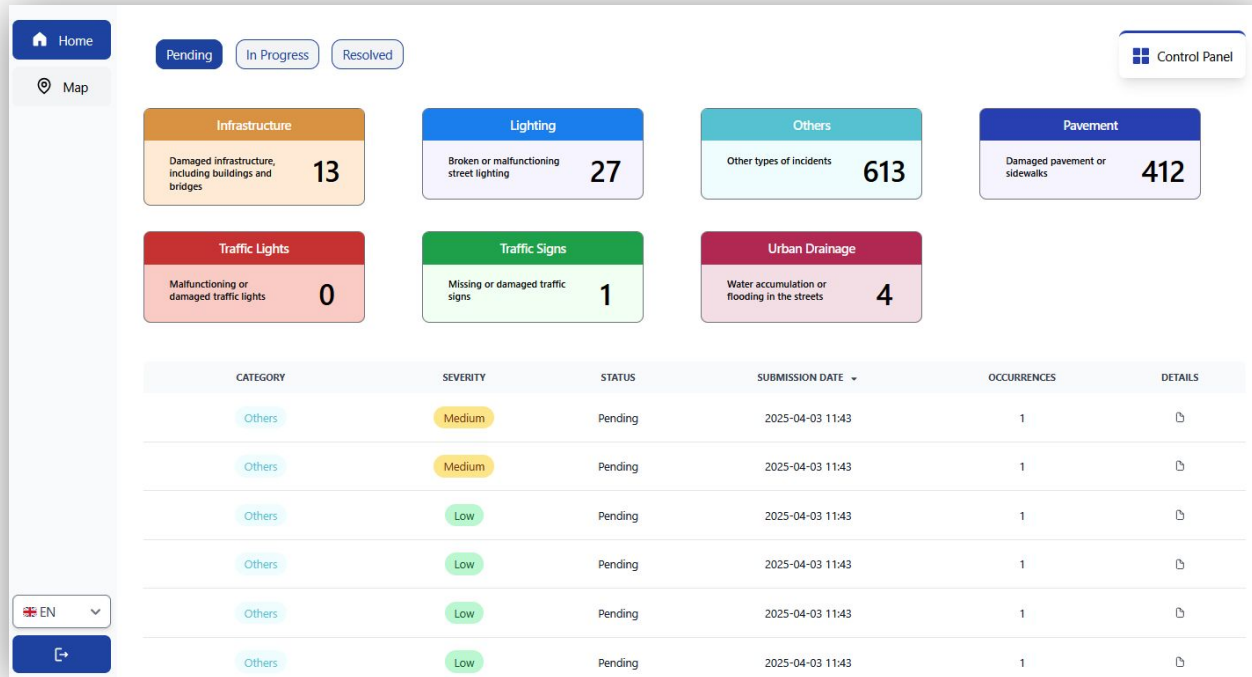 Home
Map
Pending In Progress Resolved
Control Panel
Infrastructure
Damaged infrastructure,
including buildings and
bridges
13
Lighting
Broken or malfunctioning
street lighting
27
Others
Other types of incidents
613
Pavement
Damaged pavement or
sidewalks
412
Traffic Lights
Malfunctioning or
damaged traffic lights
0
Traffic Signs
Missing or damaged traffic
signs
1
Urban Drainage
Water accumulation or
flooding in the streets
4
CATEGORY SEVERITY STATUS SUBMISSION DATE OCCURRENCES DETAILS
Others Medium Pending 2025-04-03 11:43 1
Others Medium Pending 2025-04-03 11:43 1
Others Low Pending 2025-04-03 11:43 1
Others Low Pending 2025-04-03 11:43 1
Others Low Pending 2025-04-03 11:43 1
Others Low Pending 2025-04-03 11:43 1
EN